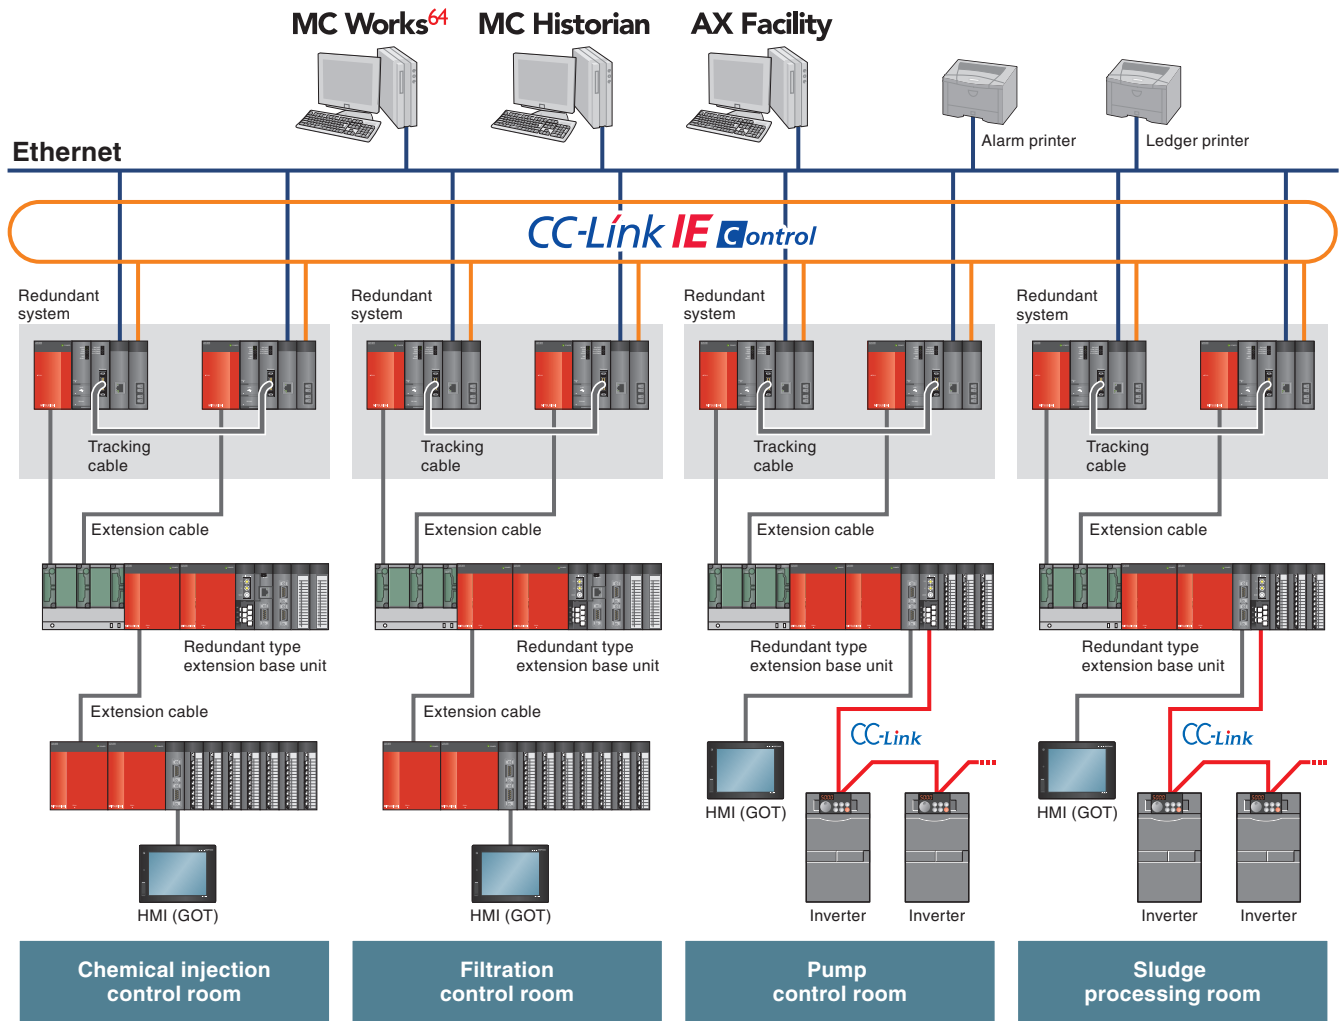 MC Works64 MC Historian AX Facility
Alarm printer
Ledger printer
Ethernet
CC-Link IE Control
Redundant
system
Redundant
system
Redundant
system
Redundant
system
Tracking
cable
Tracking
cable
Tracking
cable
Tracking
cable
Extension cable
Extension cable
Extension cable
Extension cable
Redundant type
extension base unit
Redundant type
extension base unit
Redundant type
extension base unit
Redundant type
extension base unit
Extension cable
Extension cable
CC-Link
CC-Link
HMI (GOT)
HMI (GOT)
HMI (GOT)
HMI (GOT)
Inverter
Inverter
Inverter
Inverter
Chemical injection
control room
Filtration
control room
Pump
control room
Sludge
processing room